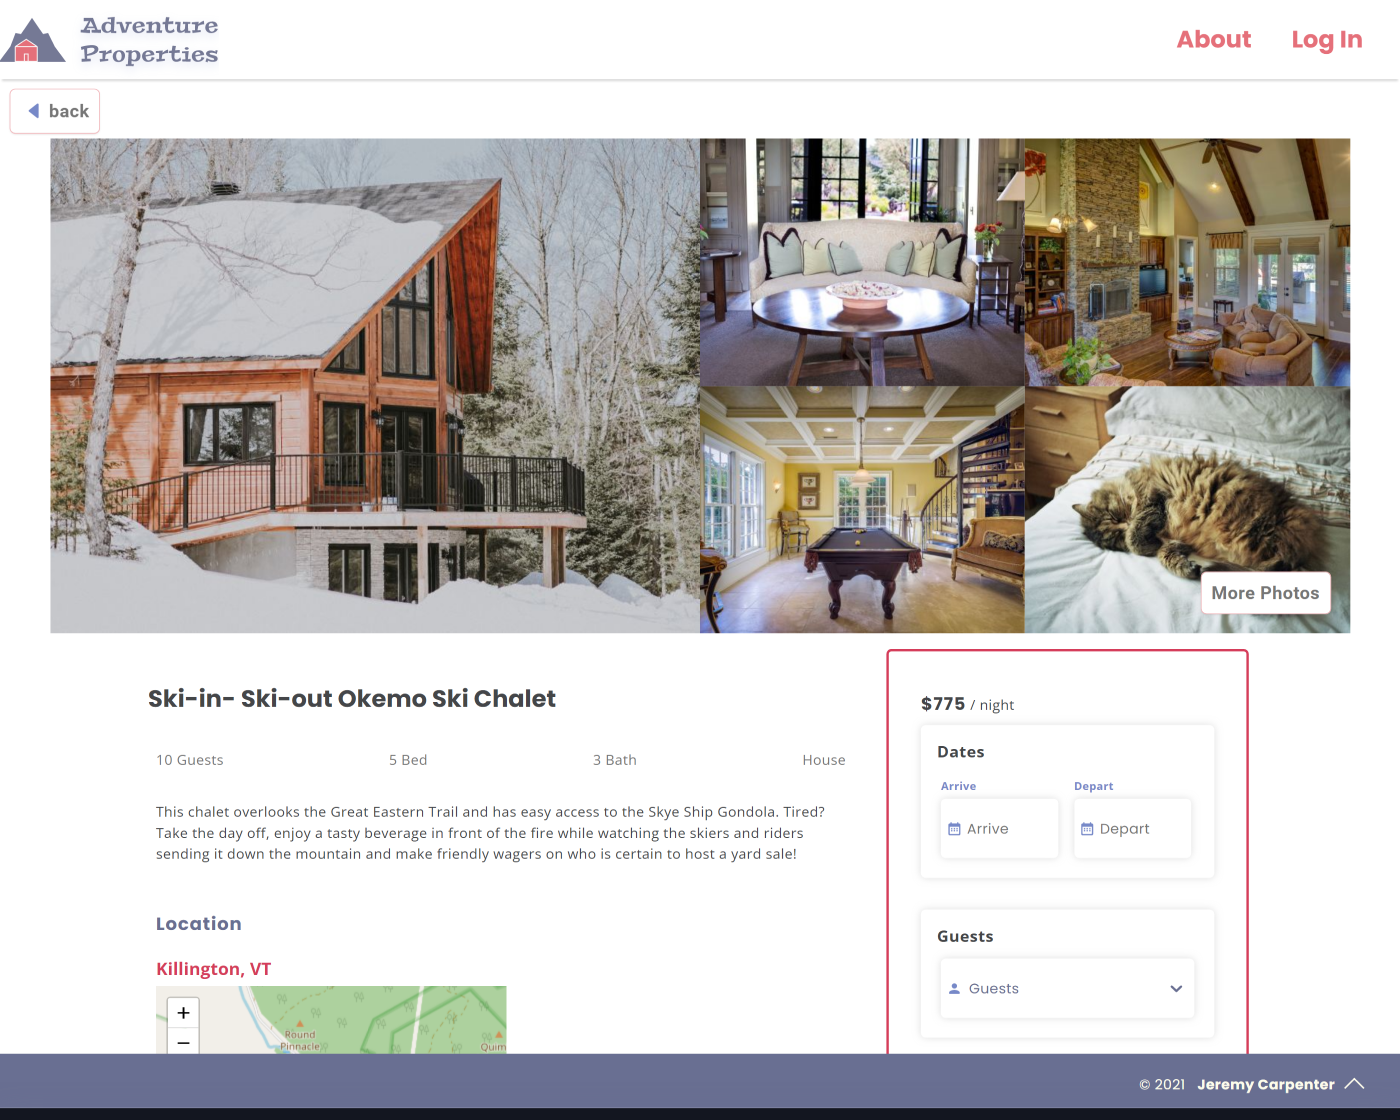 Adventure
Properties
About
Log In
back
More Photos
Ski-in- Ski-out Okemo Ski Chalet
10 Guests
5 Bed
3 Bath
House
This chalet overlooks the Great Eastern Trail and has easy access to the Skye Ship Gondola. Tired?
Take the day off, enjoy a tasty beverage in front of the fire while watching the skiers and riders
sending it down the mountain and make friendly wagers on who is certain to host a yard sale!
Location
Killington, VT
+
−
Round
Pinnacle
Quim
$775 / night
Dates
Arrive
Depart
Arrive
Depart
Guests
Guests
© 2021 Jeremy Carpenter